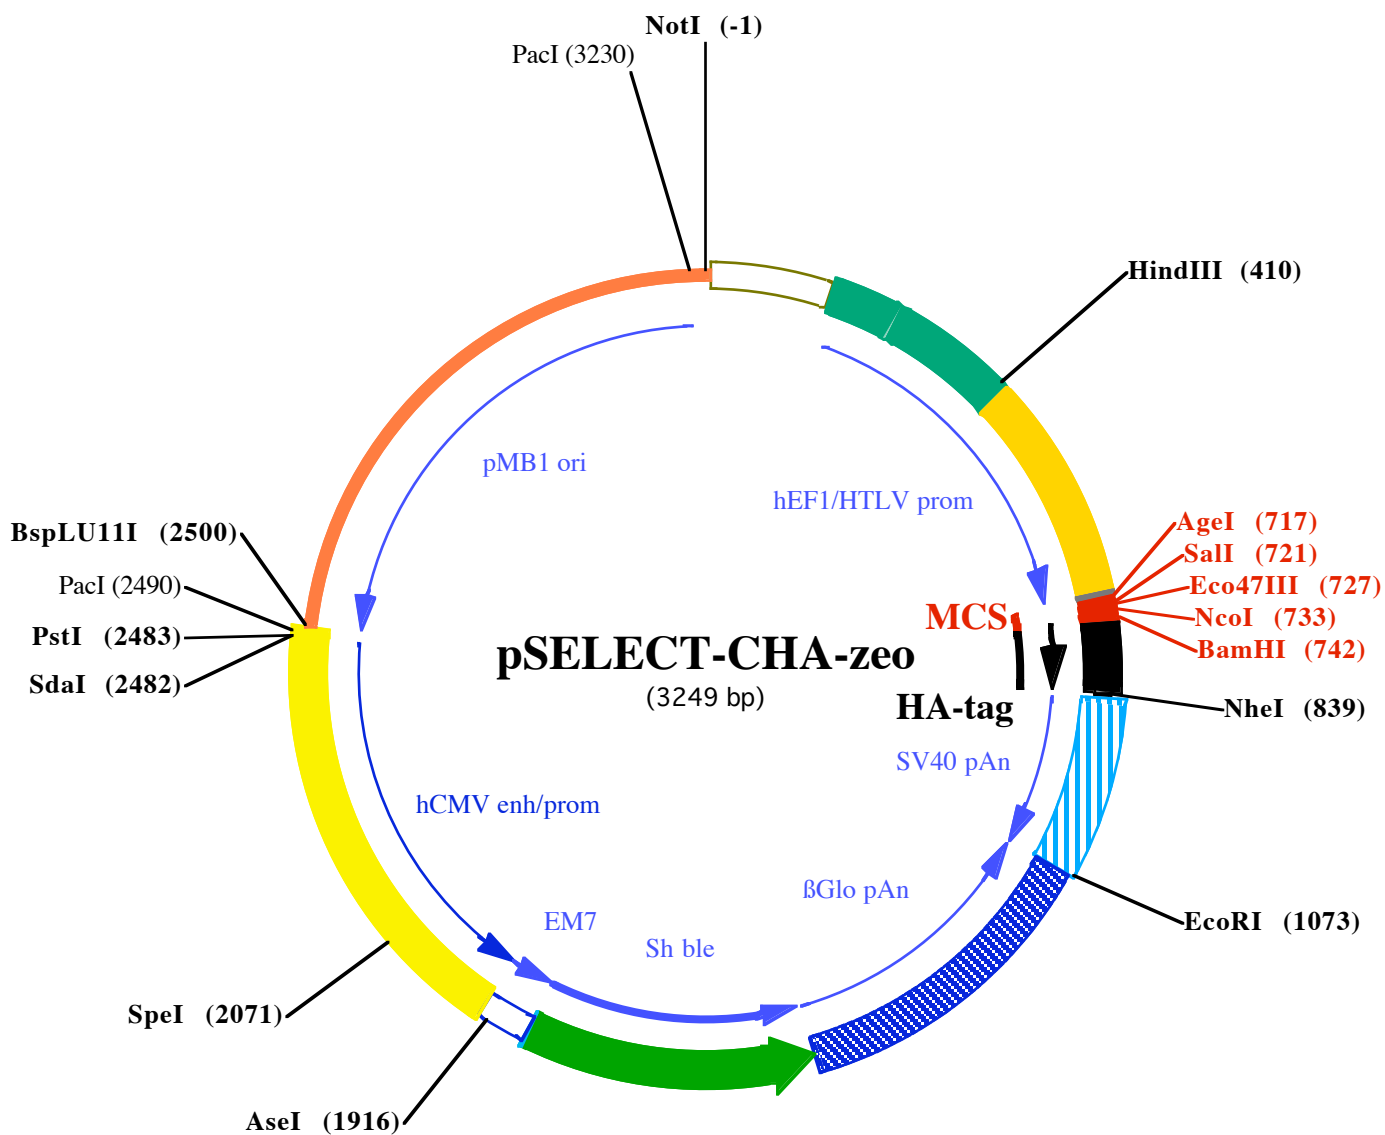 NotI (-1)
PacI (3230)
HindIII (410)
pMB1 ori
hEF1/HTLV prom
AgeI (717)
BspLU11I (2500)
SalI (721)
PacI (2490)
Eco47III (727)
MCS
NcoI (733)
PstI (2483)
pSELECT-CHA-zeo
BamHI (742)
SdaI (2482)
(3249 bp)
HA-tag
NheI (839)
SV40 pAn
hCMV enh/prom
ßGlo pAn
EM7
EcoRI (1073)
Sh ble
SpeI (2071)
AseI (1916)